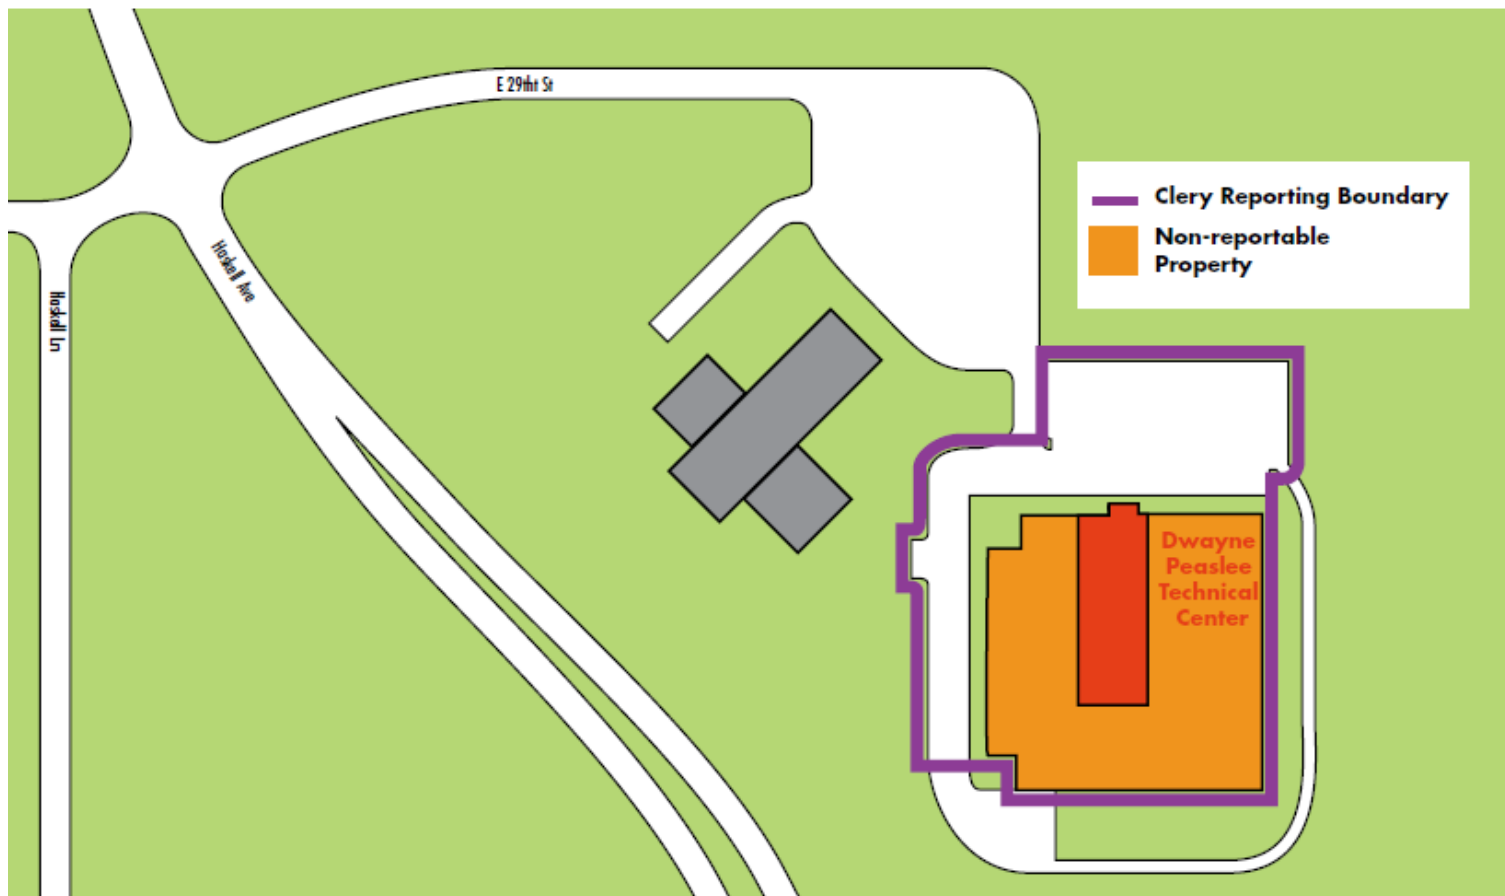 E 29tht St
Clery Reporting Boundary
Non-reportable
Property
Haskell Ave
Haskell Ln
Dwayne
Peaslee
Technical
Center